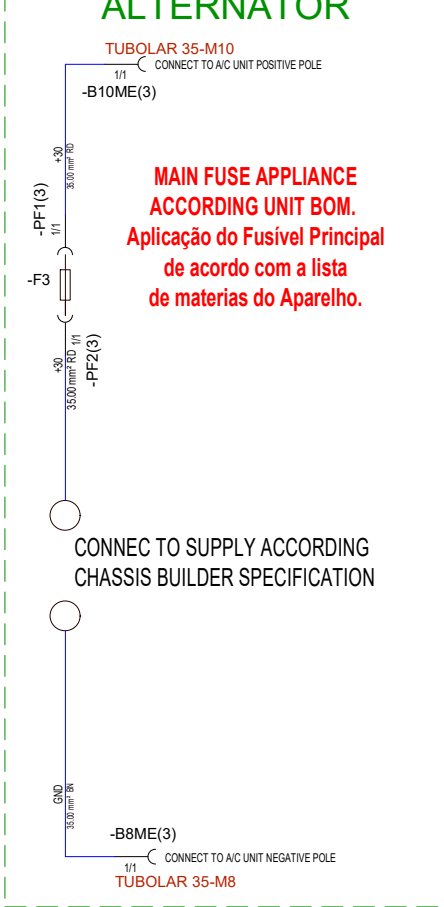 ALTERNATOR
TUBOLAR 35-M10
CONNECT TO A/C UNIT POSITIVE POLE
1/1
-B10ME(3)
+30
35.00 mm² RD
MAIN FUSE APPLIANCE
ACCORDING UNIT BOM.
Aplicação do Fusível Principal
de acordo com a lista
de materias do Aparelho.
-PF1(3)
1/1
-F3
1/1
-PF2(3)
+30
35.00 mm² RD
CONNEC TO SUPPLY ACCORDING
CHASSIS BUILDER SPECIFICATION
GND
35.00 mm² BN
-B8ME(3)
CONNECT TO A/C UNIT NEGATIVE POLE
1/1
TUBOLAR 35-M8